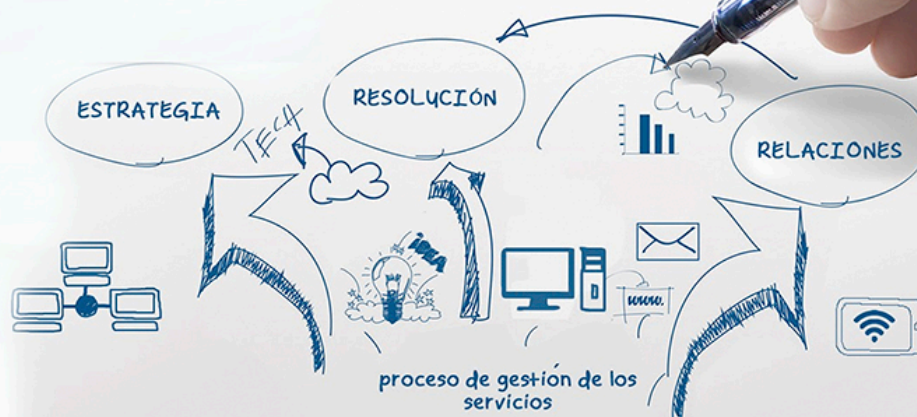 ESTRATEGIA
RESOLUCIÓN
RELACIONES
TECH
IDEA
www.
proceso de gestión de los
servicios